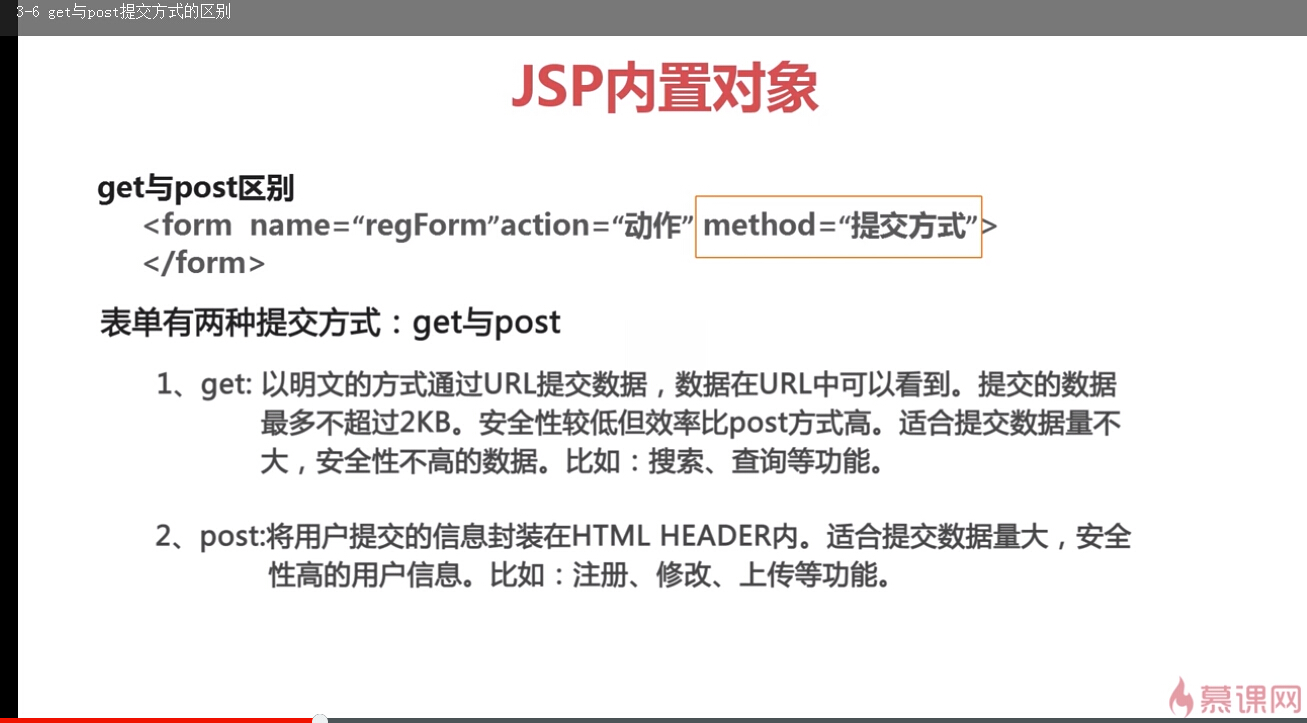 3-6 get与post提交方式的区别
JSP内置对象
get与post区别
<form name=“regForm”action=“动作” method=“提交方式”>
</form>
表单有两种提交方式：get与post
1、get: 以明文的方式通过URL提交数据，数据在URL中可以看到。提交的数据
最多不超过2KB。安全性较低但效率比post方式高。适合提交数据量不
大，安全性不高的数据。比如：搜索、查询等功能。
2、post:将用户提交的信息封装在HTML HEADER内。适合提交数据量大，安全
性高的用户信息。比如：注册、修改、上传等功能。
慕课网